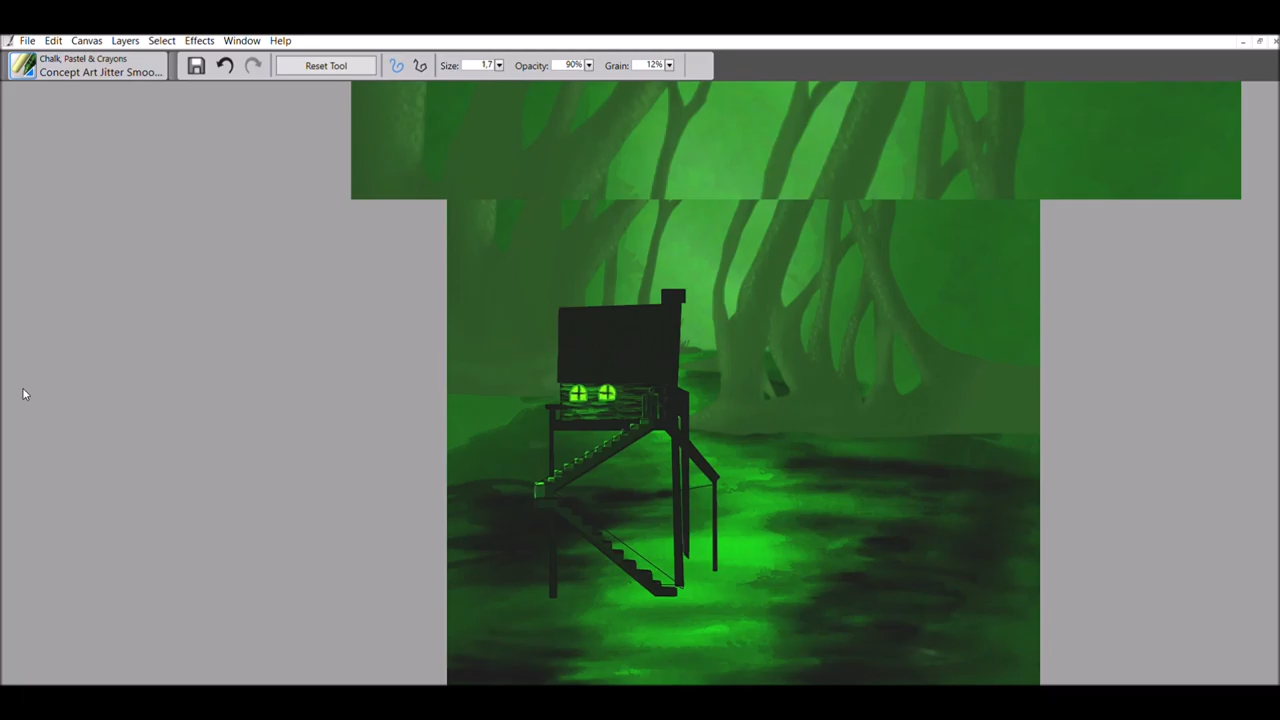 File Edit Canvas Layers Select Effects Window Help
Chalk, Pastel & Crayons
Concept Art Jitter Smoo...
Reset Tool Size: 1,7 Opacity: 90% Grain: 12%